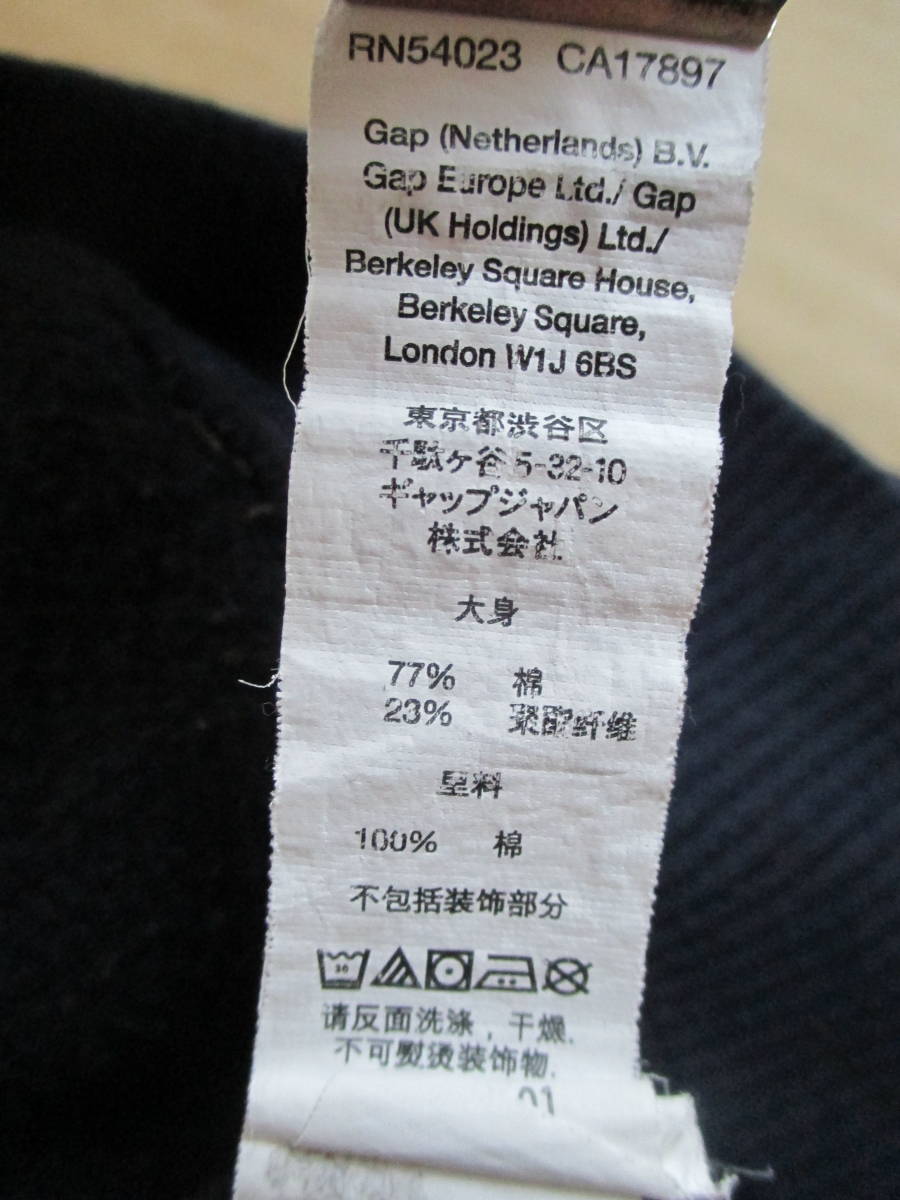 RN54023 CA17897
Gap (Netherlands) B.V.
Gap Europe Ltd./ Gap
(UK Holdings) Ltd./
Berkeley Square House,
Berkeley Square,
London W1J 6BS
東京都渋谷区
千駄ヶ谷 5-32-10
ギャップジャパン
株式会社
大身
77% 棉
23% 聚酯纤维
里料
100% 棉
不包括装饰部分
30
请反面洗涤，干燥.
不可熨烫装饰物.
01